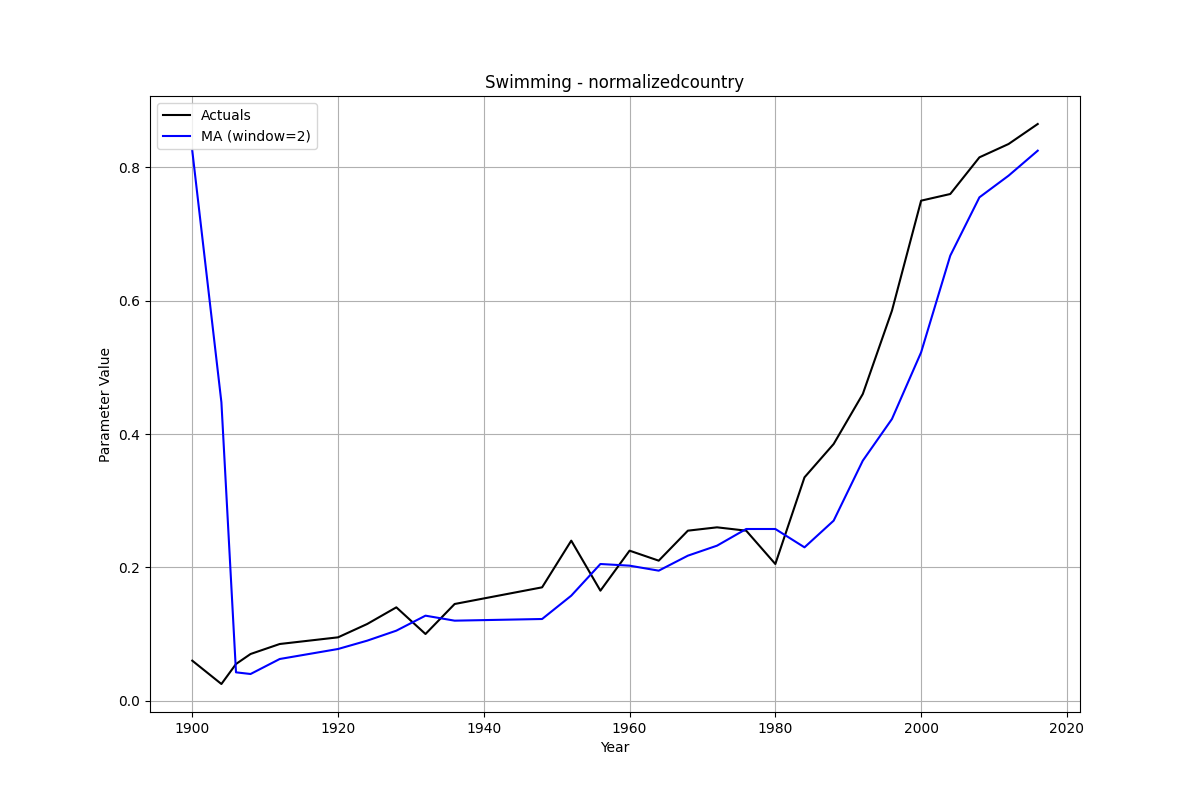 Swimming - normalizedcountry
Actuals
MA (window=2)
0.8
0.6
0.4
0.2
0.0
Parameter Value
1900 1920 1940 1960 1980 2000 2020
Year